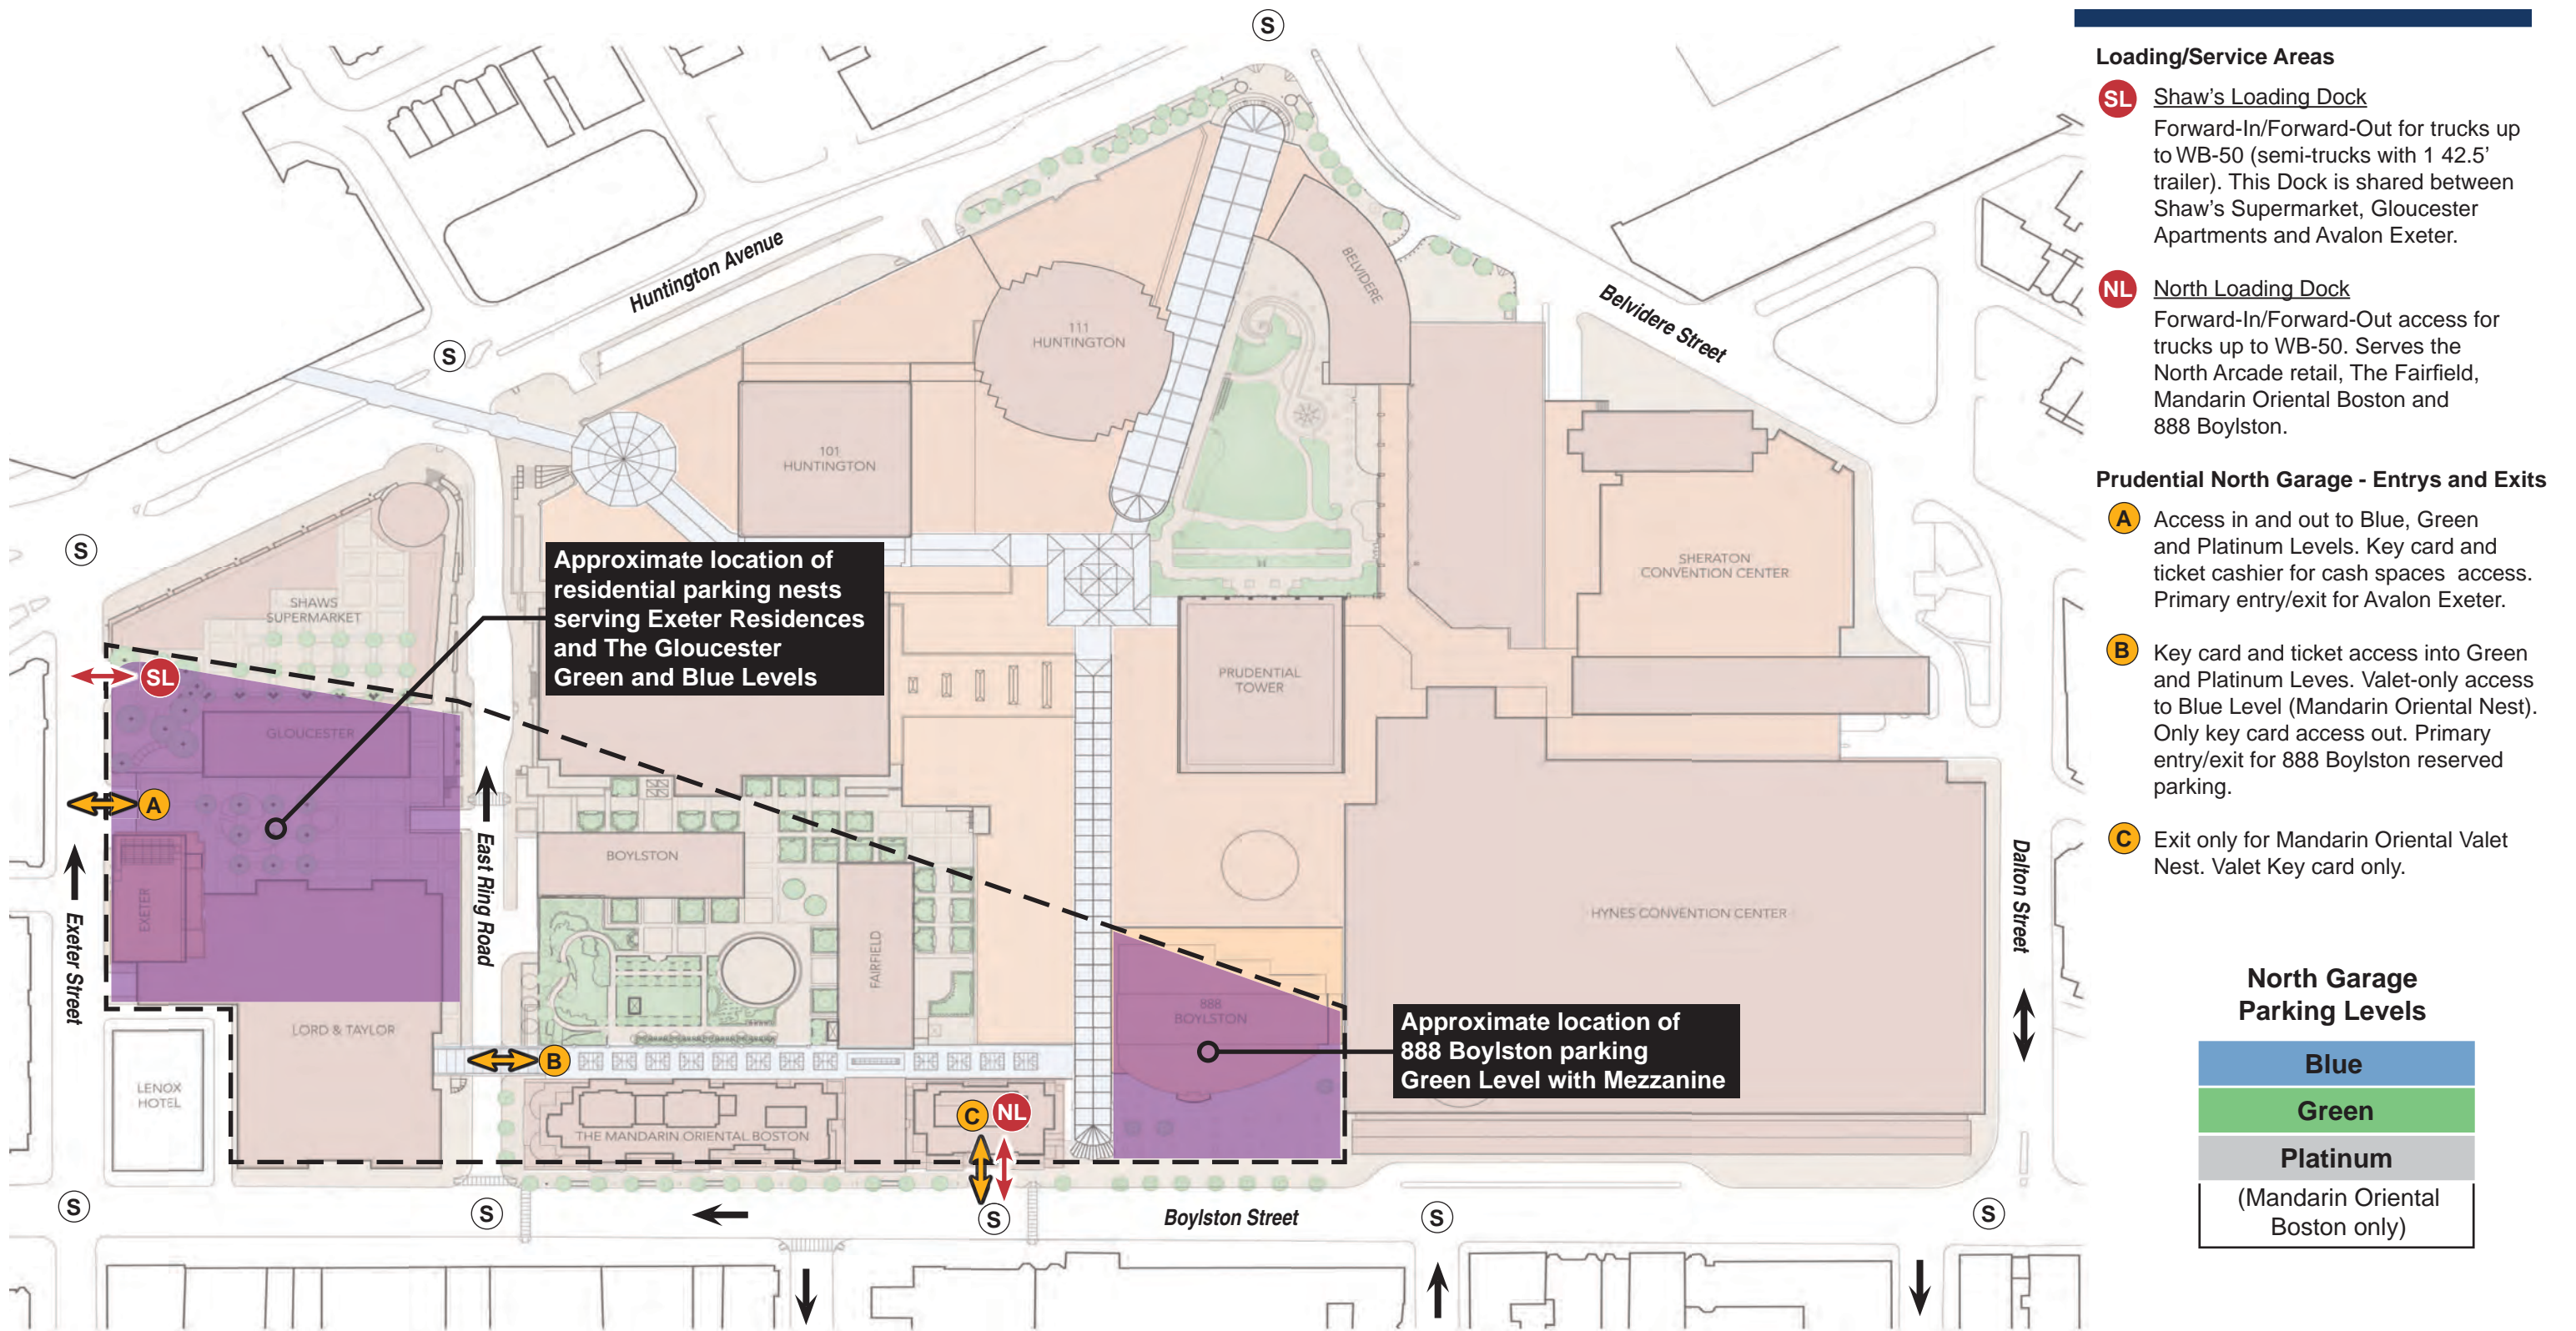 S
Huntington Avenue
S
BELVIDERE
Belvidere Street
111
HUNTINGTON
101
HUNTINGTON
S
SHAWS
SUPERMARKET
Approximate location of
residential parking nests
serving Exeter Residences
and The Gloucester
Green and Blue Levels
SHERATON
CONVENTION CENTER
PRUDENTIAL
TOWER
SL
GLOUCESTER
A
EXETER
Exeter Street
East Ring Road
BOYLSTON
FAIRFIELD
HYNES CONVENTION CENTER
Dalton Street
888
BOYLSTON
Approximate location of
888 Boylston parking
Green Level with Mezzanine
LORD & TAYLOR
LENOX
HOTEL
B
C
NL
THE MANDARIN ORIENTAL BOSTON
S
S
S
Boylston Street
S
S
Loading/Service Areas
SL
Shaw's Loading Dock
Forward-In/Forward-Out for trucks up
to WB-50 (semi-trucks with 1 42.5'
trailer). This Dock is shared between
Shaw's Supermarket, Gloucester
Apartments and Avalon Exeter.
NL
North Loading Dock
Forward-In/Forward-Out access for
trucks up to WB-50. Serves the
North Arcade retail, The Fairfield,
Mandarin Oriental Boston and
888 Boylston.
Prudential North Garage - Entrys and Exits
A
Access in and out to Blue, Green
and Platinum Levels. Key card and
ticket cashier for cash spaces access.
Primary entry/exit for Avalon Exeter.
B
Key card and ticket access into Green
and Platinum Leves. Valet-only access
to Blue Level (Mandarin Oriental Nest).
Only key card access out. Primary
entry/exit for 888 Boylston reserved
parking.
C
Exit only for Mandarin Oriental Valet
Nest. Valet Key card only.
North Garage
Parking Levels
Blue
Green
Platinum
(Mandarin Oriental
Boston only)